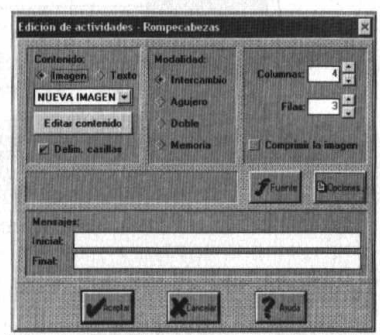 Edición de actividades - Rompecabezas
Contenido:
Imagen Texto
NUEVA IMAGEN
Editar contenido
Delim. casillas
Modalidad:
Intercambio
Agujero
Doble
Memoria
Columnas: 4
Filas: 3
Comprimir la imagen
Fuente
Opciones...
Mensajes:
Inicial:
Final:
Aceptar
Cancelar
Ayuda